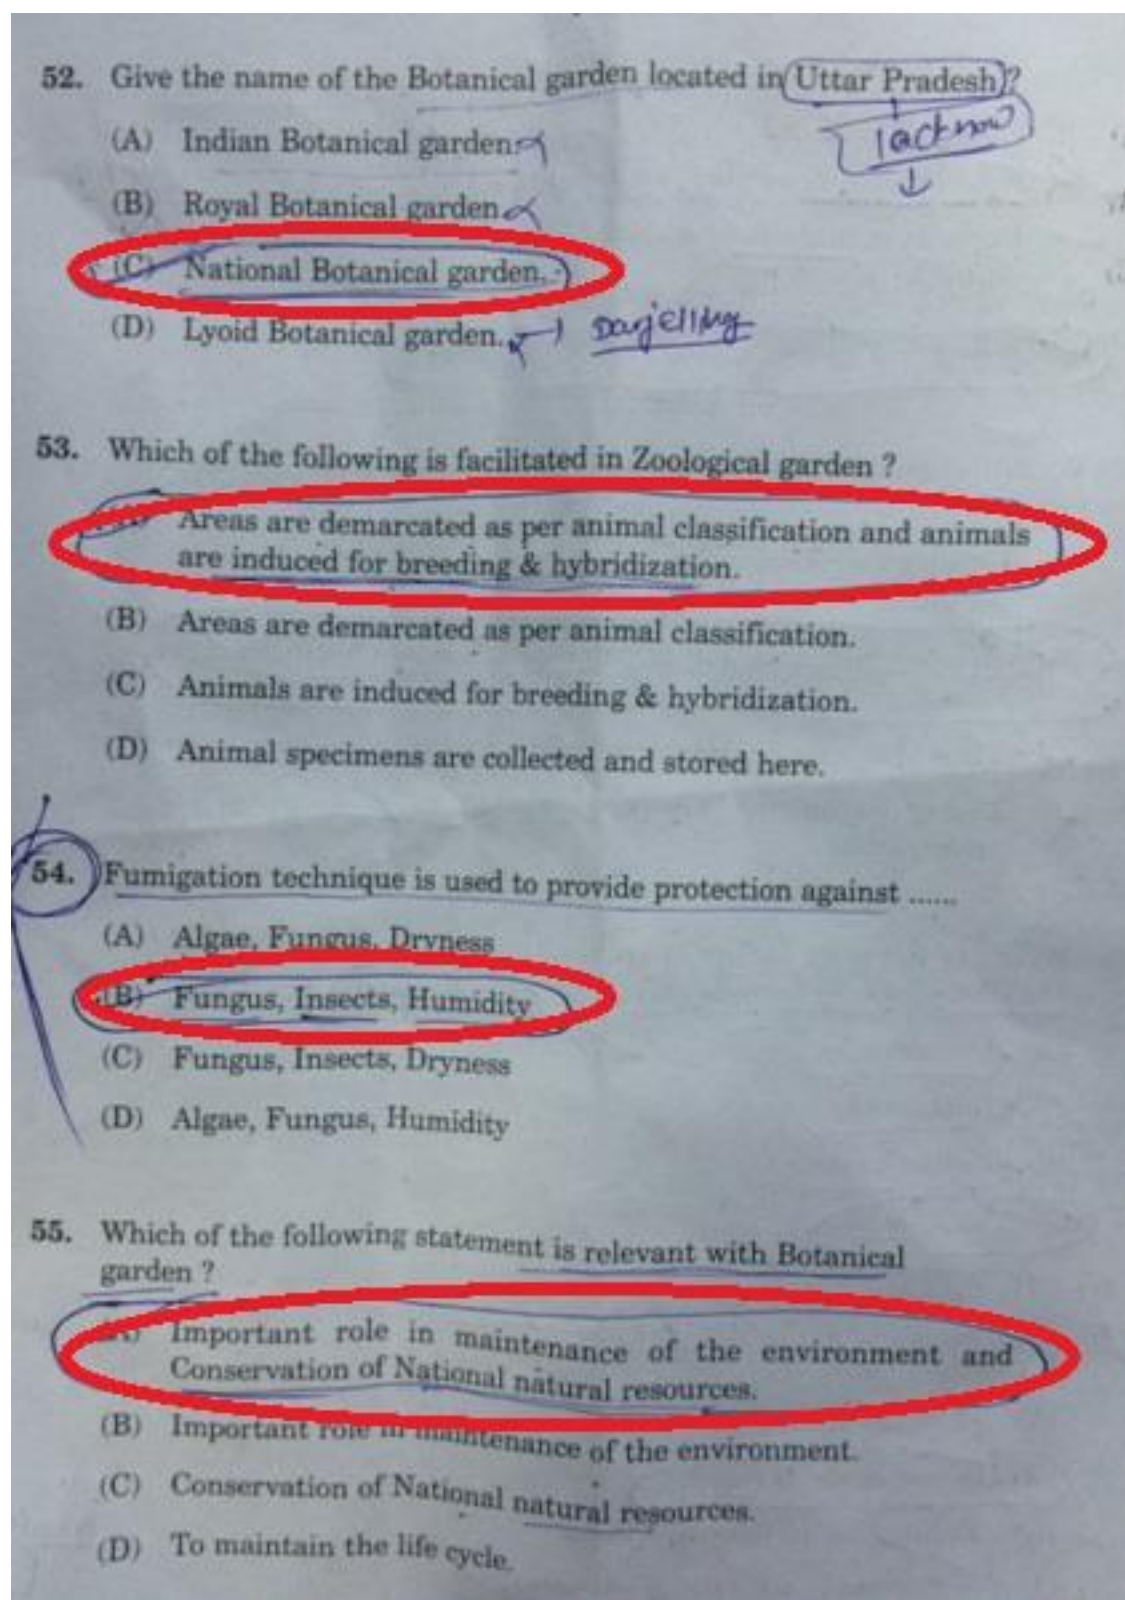 52. Give the name of the Botanical garden located in Uttar Pradesh ?
lacknow
(A) Indian Botanical garden.
(B) Royal Botanical garden.
(C) National Botanical garden.
(D) Lyoid Botanical garden. Darjelling
53. Which of the following is facilitated in Zoological garden ?
(A) Areas are demarcated as per animal classification and animals
are induced for breeding & hybridization.
(B) Areas are demarcated as per animal classification.
(C) Animals are induced for breeding & hybridization.
(D) Animal specimens are collected and stored here.
54. Fumigation technique is used to provide protection against ......
(A) Algae, Fungus, Dryness
(B) Fungus, Insects, Humidity
(C) Fungus, Insects, Dryness
(D) Algae, Fungus, Humidity
55. Which of the following statement is relevant with Botanical
garden ?
(A) Important role in maintenance of the environment and
Conservation of National natural resources.
(B) Important role in maintenance of the environment.
(C) Conservation of National natural resources.
(D) To maintain the life cycle.